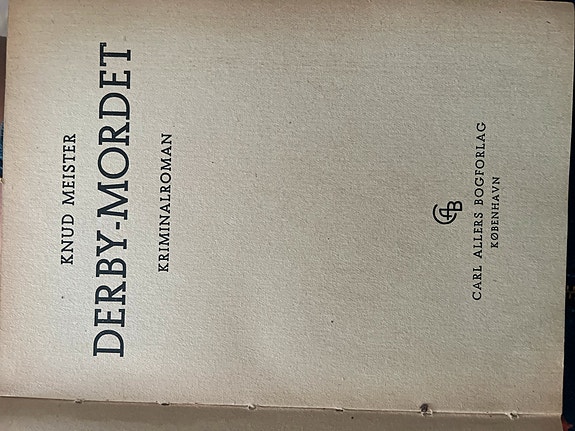 KNUD MEISTER
DERBY-MORDET
KRIMINALROMAN
CAB
CARL ALLERS BOGFORLAG
KØBENHAVN